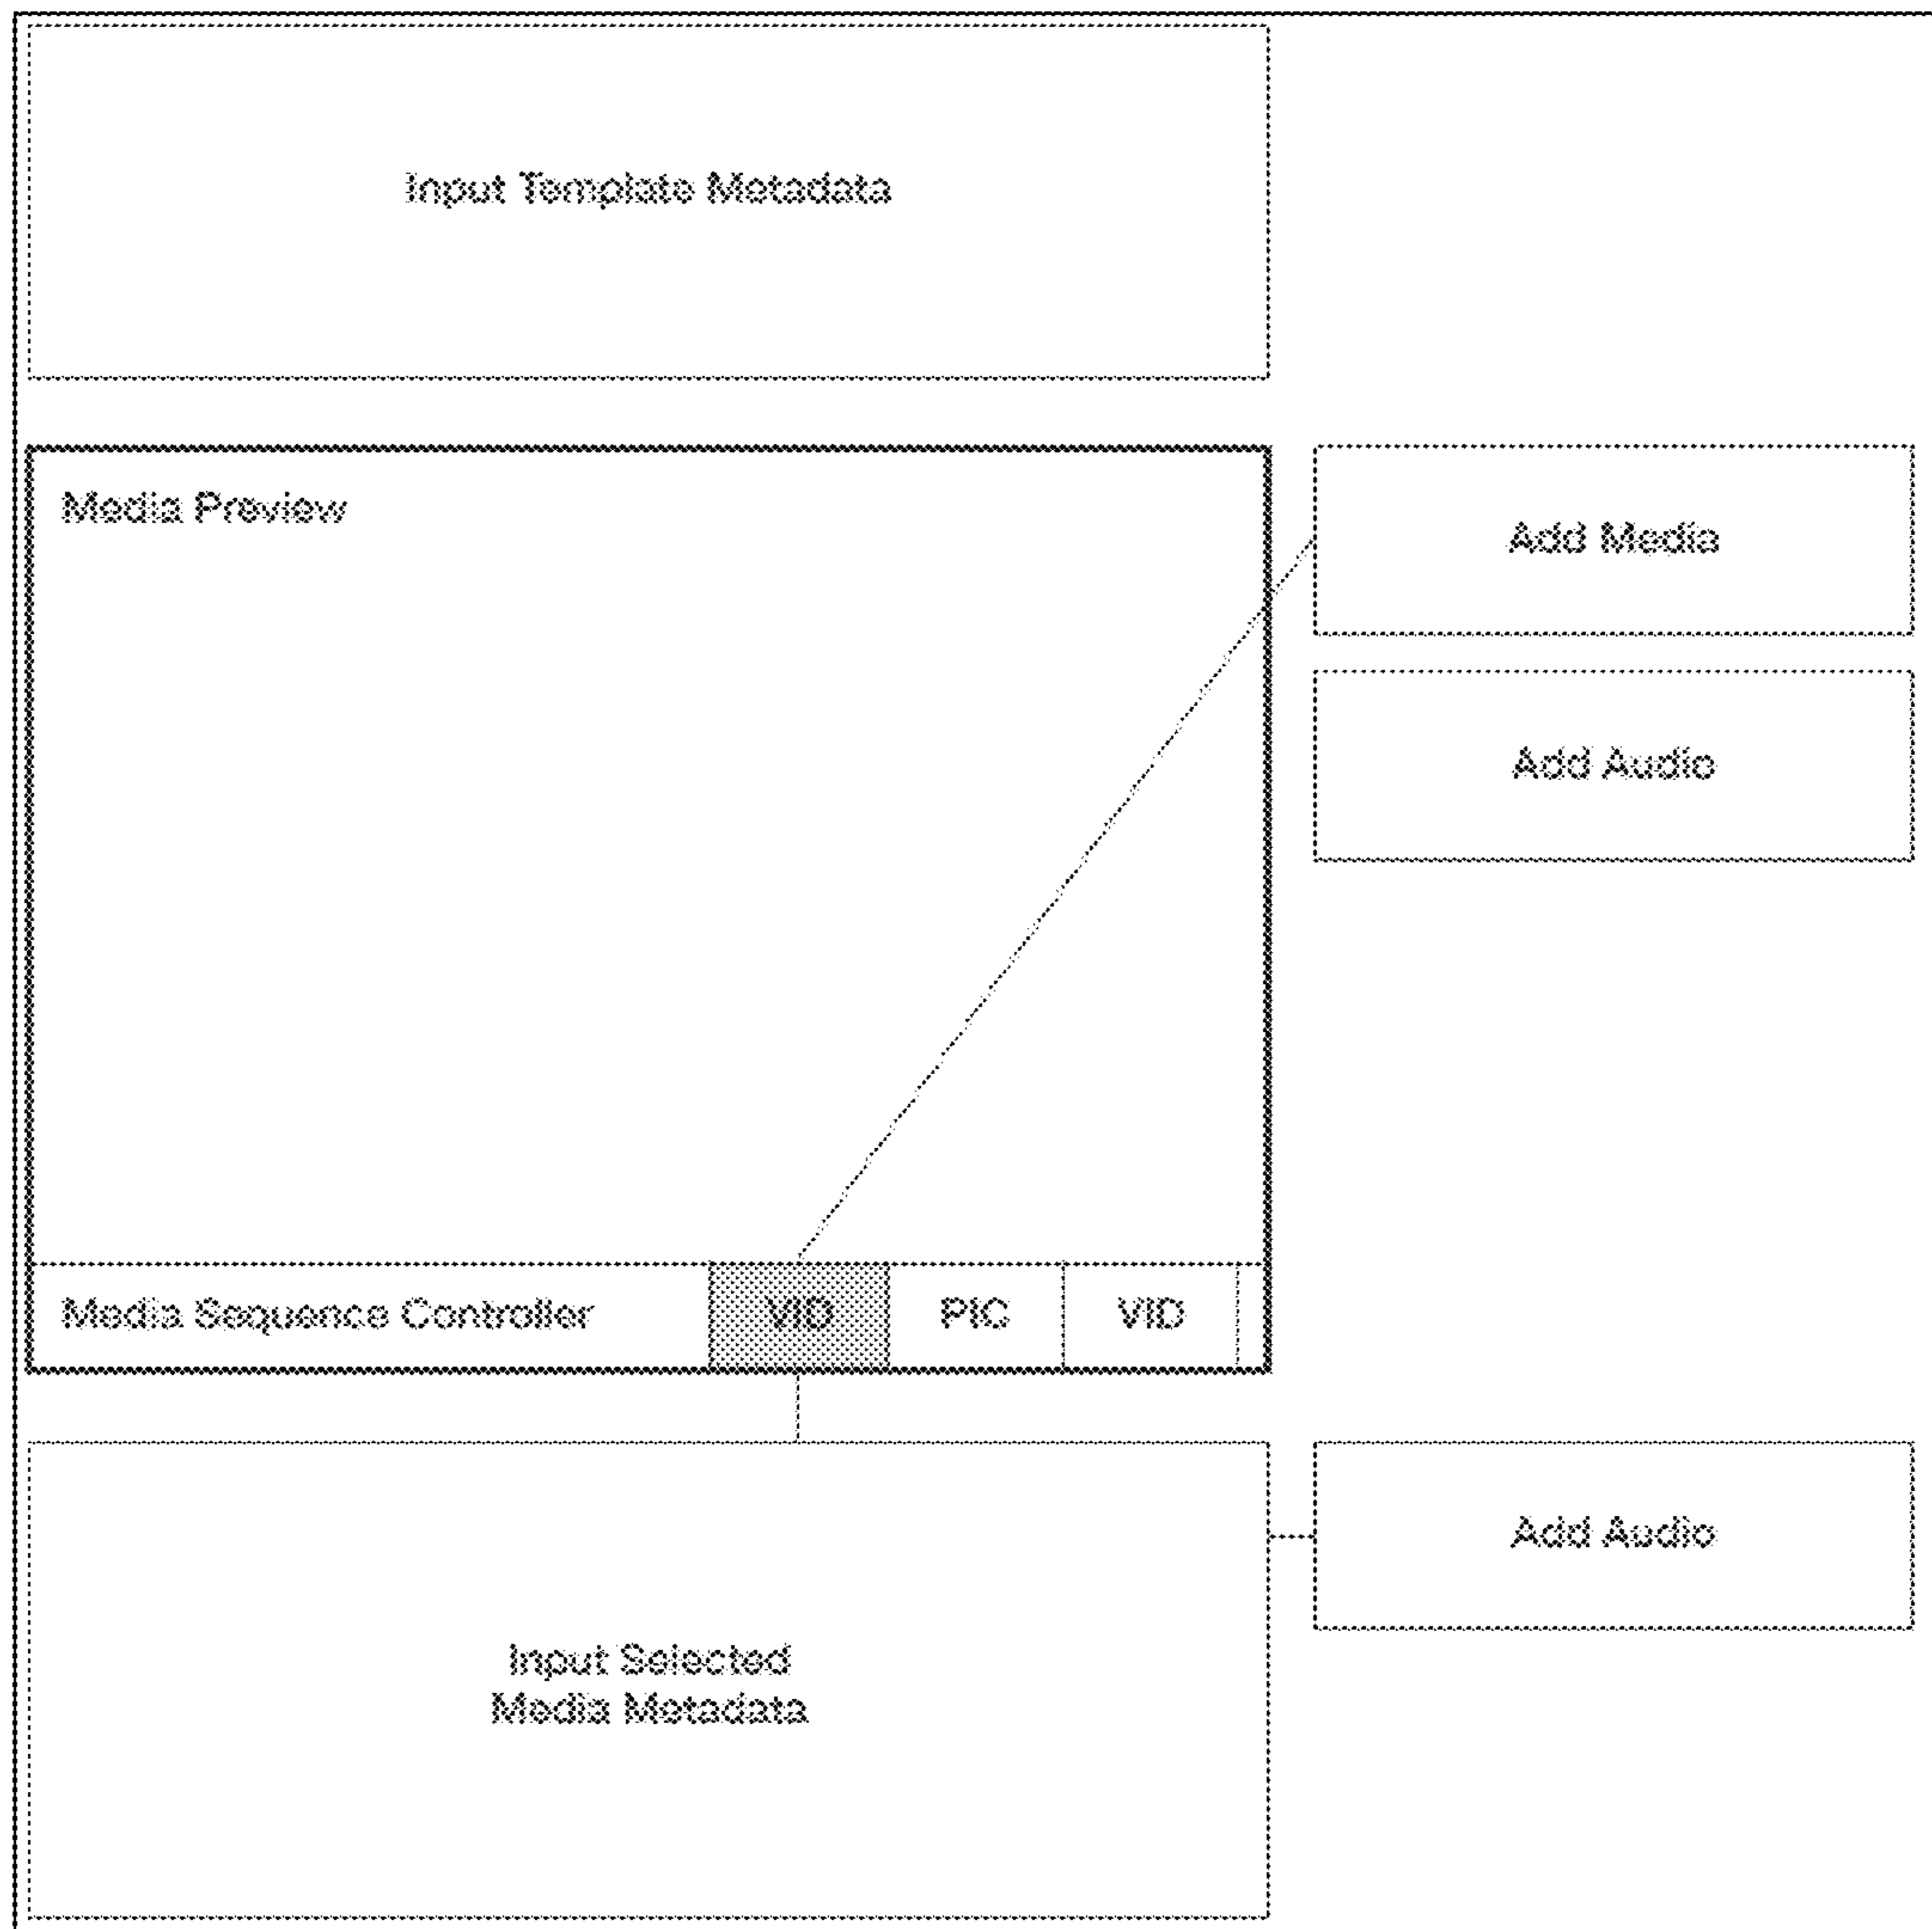 Input Template Metadata
Media Preview
Add Media
Add Audio
Media Sequence Controller
VID
PIC
VID
Input Selected
Media Metadata
Add Audio